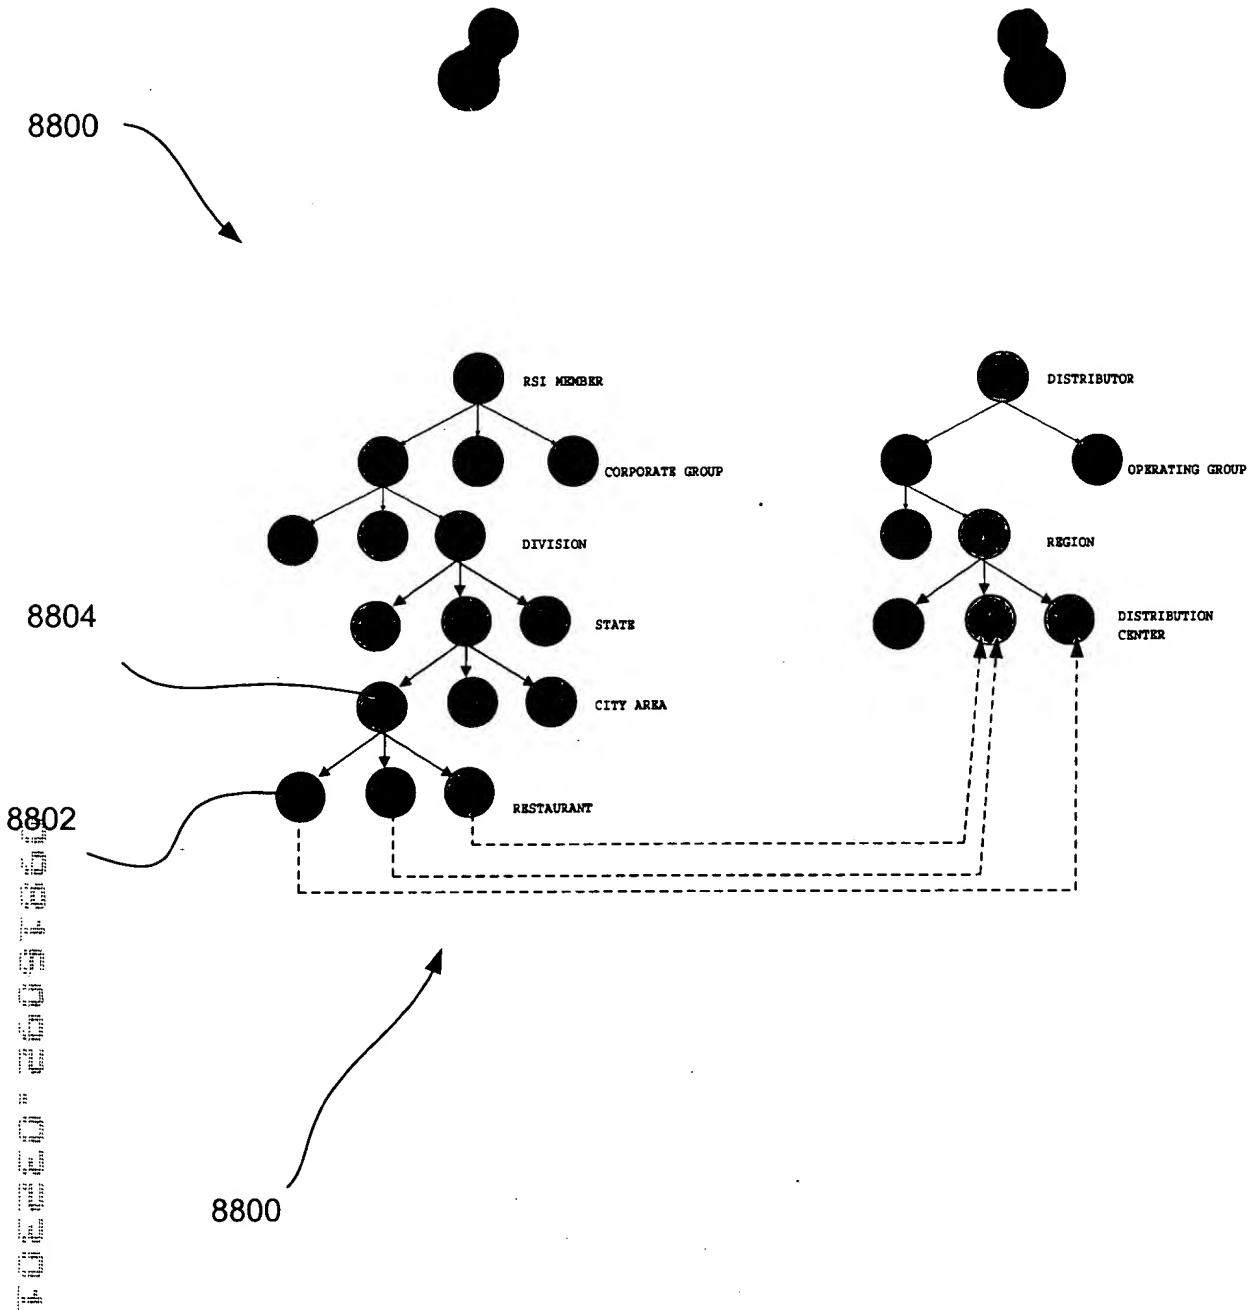 8800
RSI MEMBER
DISTRIBUTOR
CORPORATE GROUP
OPERATING GROUP
DIVISION
REGION
8804
STATE
DISTRIBUTION
CENTER
CITY AREA
8802
RESTAURANT
8800